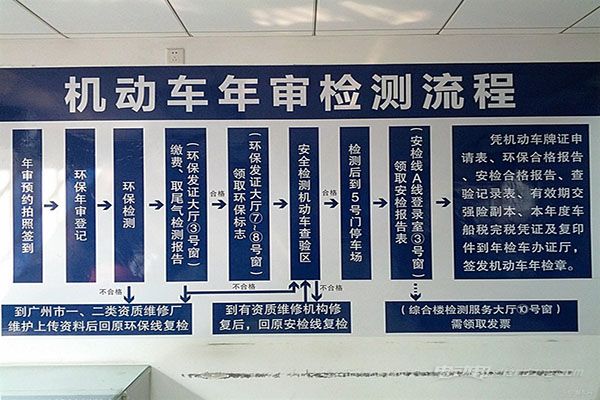 机动车年审检测流程
年审预约拍照签到
环保年审登记
环保检测
缴费、取尾气检测报告
（环保发证大厅③号窗）
领取环保标志
（环保发证大厅⑦～⑧号窗）
安全检测机动车查验区
检测后到5号门停车场
领取安检报告表
（安检线A线登录室③号窗）
凭机动车牌证申
请表、环保合格报告
、安检合格报告、查
验记录表、有效期交
强险副本、本年度车
船税完税凭证及复印
件到年检车办证厅，
签发机动车年检章。
合格
合格
不合格
不合格
不合格
到广州市一、二类资质维修厂
维护上传资料后回原环保线复检
到有资质维修机构修
复后，回原安检线复检
（综合楼检测服务大厅⑩号窗）
需领取发票